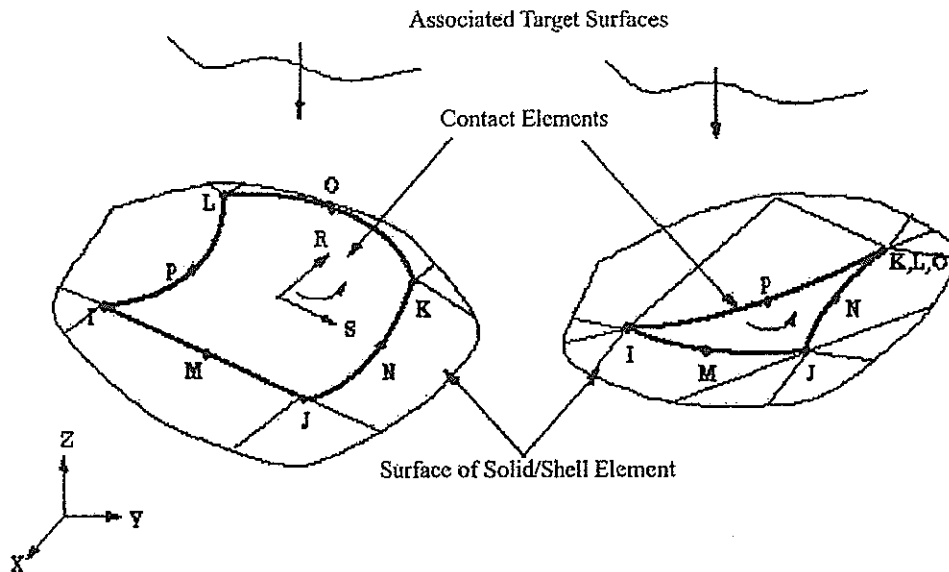 Associated Target Surfaces
Contact Elements
L
O
R
P
K
I
S
M
N
J
K,L,O
P
N
I
M
J
Surface of Solid/Shell Element
Z
Y
X